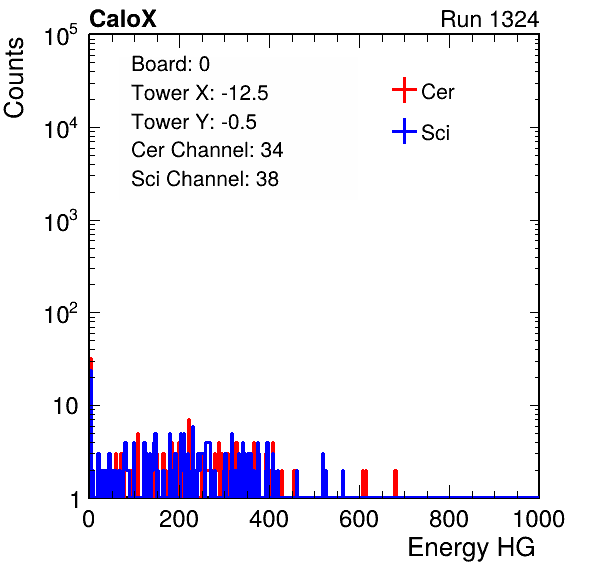 CaloX Run 1324
Counts
Board: 0
Tower X: -12.5
Tower Y: -0.5
Cer Channel: 34
Sci Channel: 38
Cer
Sci
10^5
10^4
10^3
10^2
10
1
0 200 400 600 800 1000
Energy HG